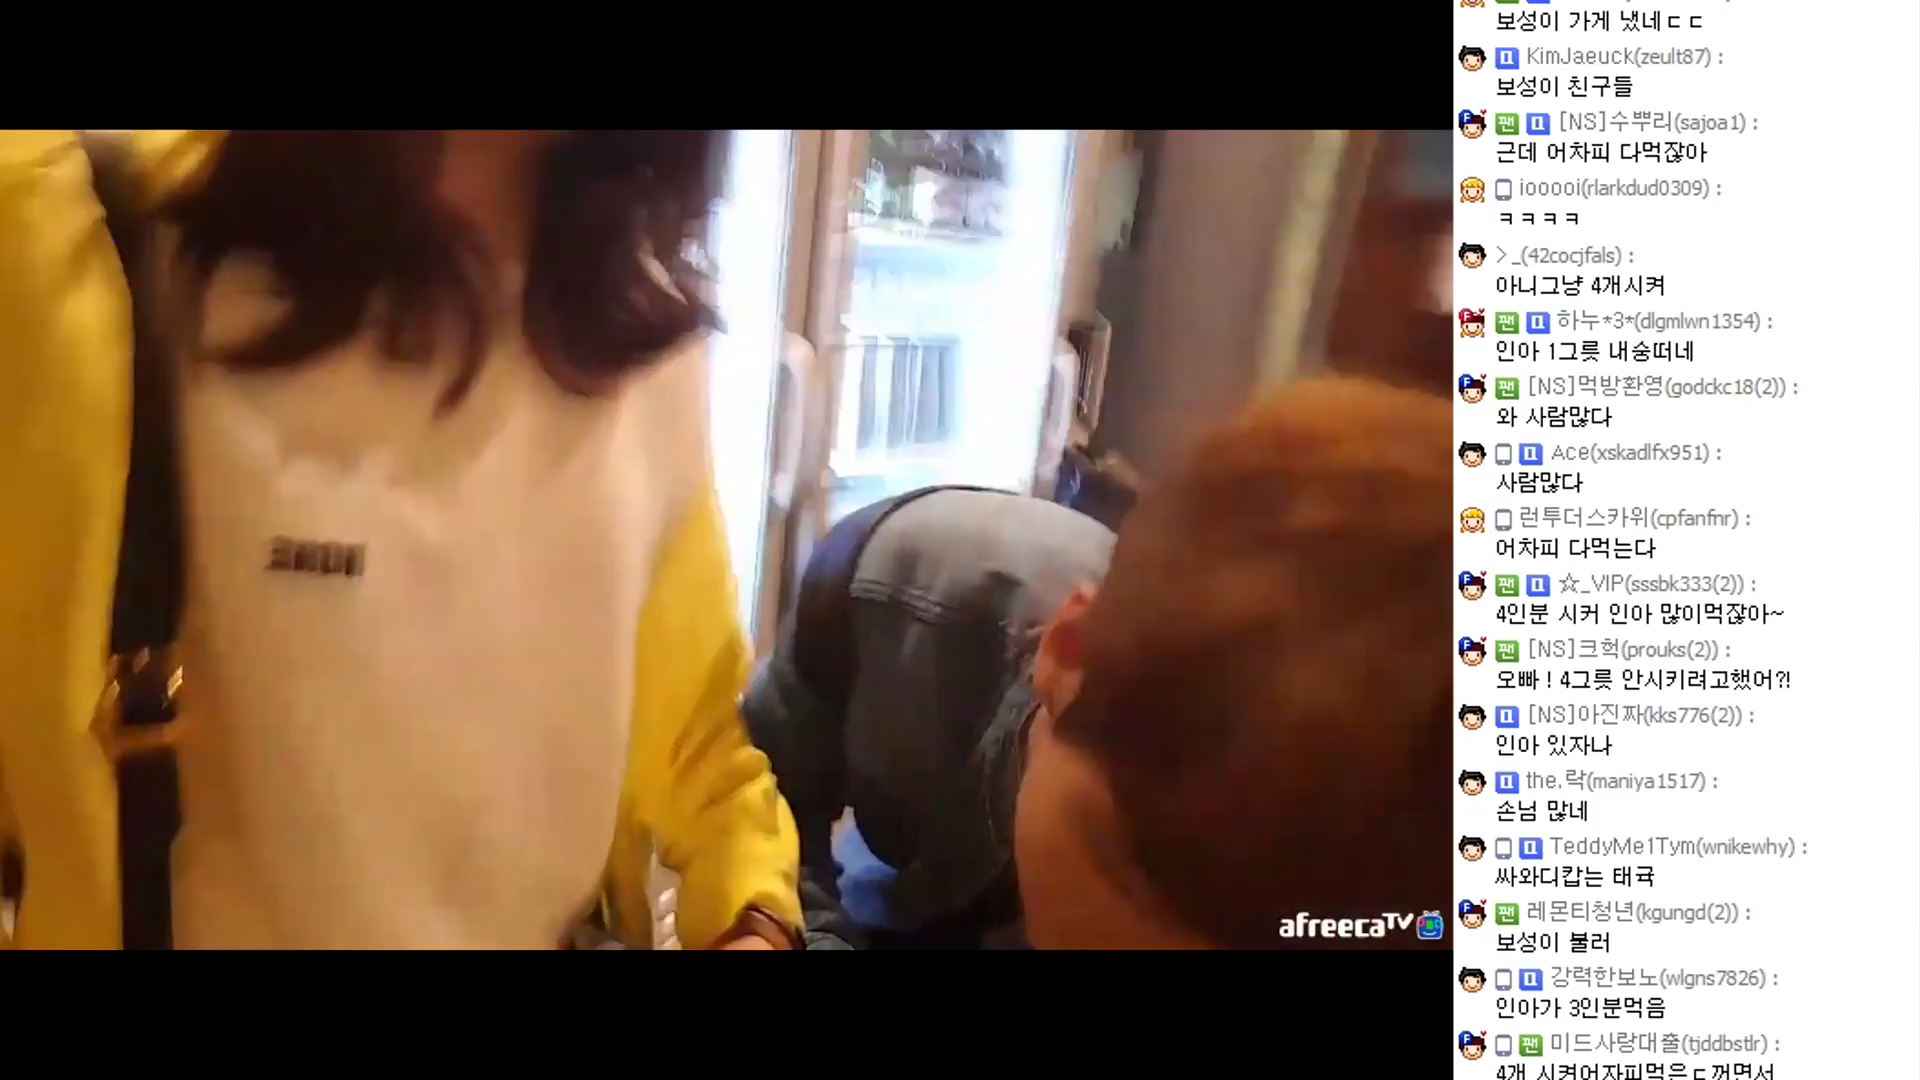 보성이 가게 냈네ㄷㄷ
KimJaeuck(zeult87) :
보성이 친구들
팬 [NS]수뿌리(sajoa1) :
근데 어차피 다먹잖아
iooooi(rlarkdud0309) :
ㅋㅋㅋㅋ
>_(42cocjfals) :
아니그냥 4개시켜
팬 하누*3*(dlgmlwn1354) :
인아 1그릇 내숭떠네
팬 [NS]먹방환영(godckc18(2)) :
와 사람많다
Ace(xskadlfx951) :
사람많다
런투더스카위(cpfanfnr) :
어차피 다먹는다
팬 ☆_VIP(sssbk333(2)) :
4인분 시켜 인아 많이먹잖아~
팬 [NS]크혁(prouks(2)) :
오빠 ! 4그릇 안시키려고했어?!
[NS]아진짜(kks776(2)) :
인아 있자나
the.락(maniya1517) :
손님 많네
TeddyMe1Tym(wnikewhy) :
싸와디캅는 태국
팬 레몬티청년(kgungd(2)) :
보성이 불러
강력한보노(wlgns7826) :
인아가 3인분먹음
팬 미드사랑대출(tjddbstlr) :
afreecaTV